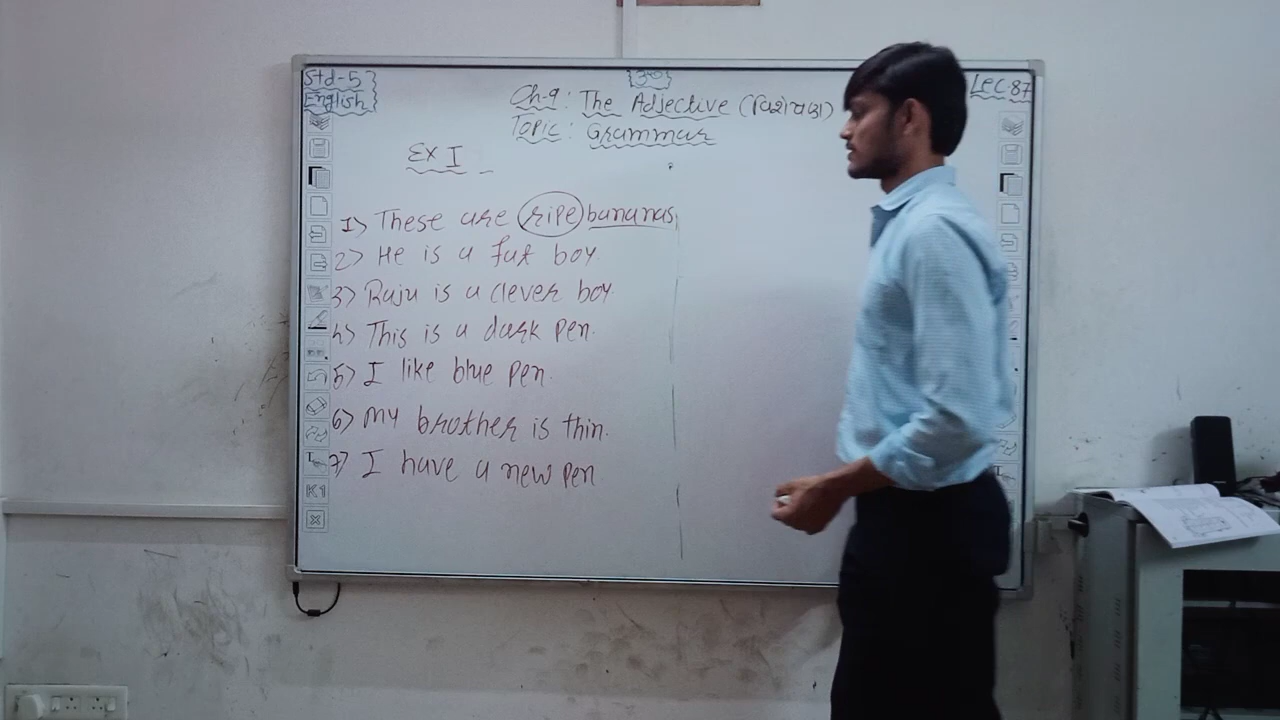 Std-5
English
ૐ
Lec 87
Ch-9: The Adjective (વિશેષણ)
Topic: Grammar
Ex I
1) These are ripe bananas,
2) He is a fat boy
3) Raju is a clever boy.
4) This is a dark pen.
5) I like blue pen.
6) My brother is thin.
7) I have a new pen
K1